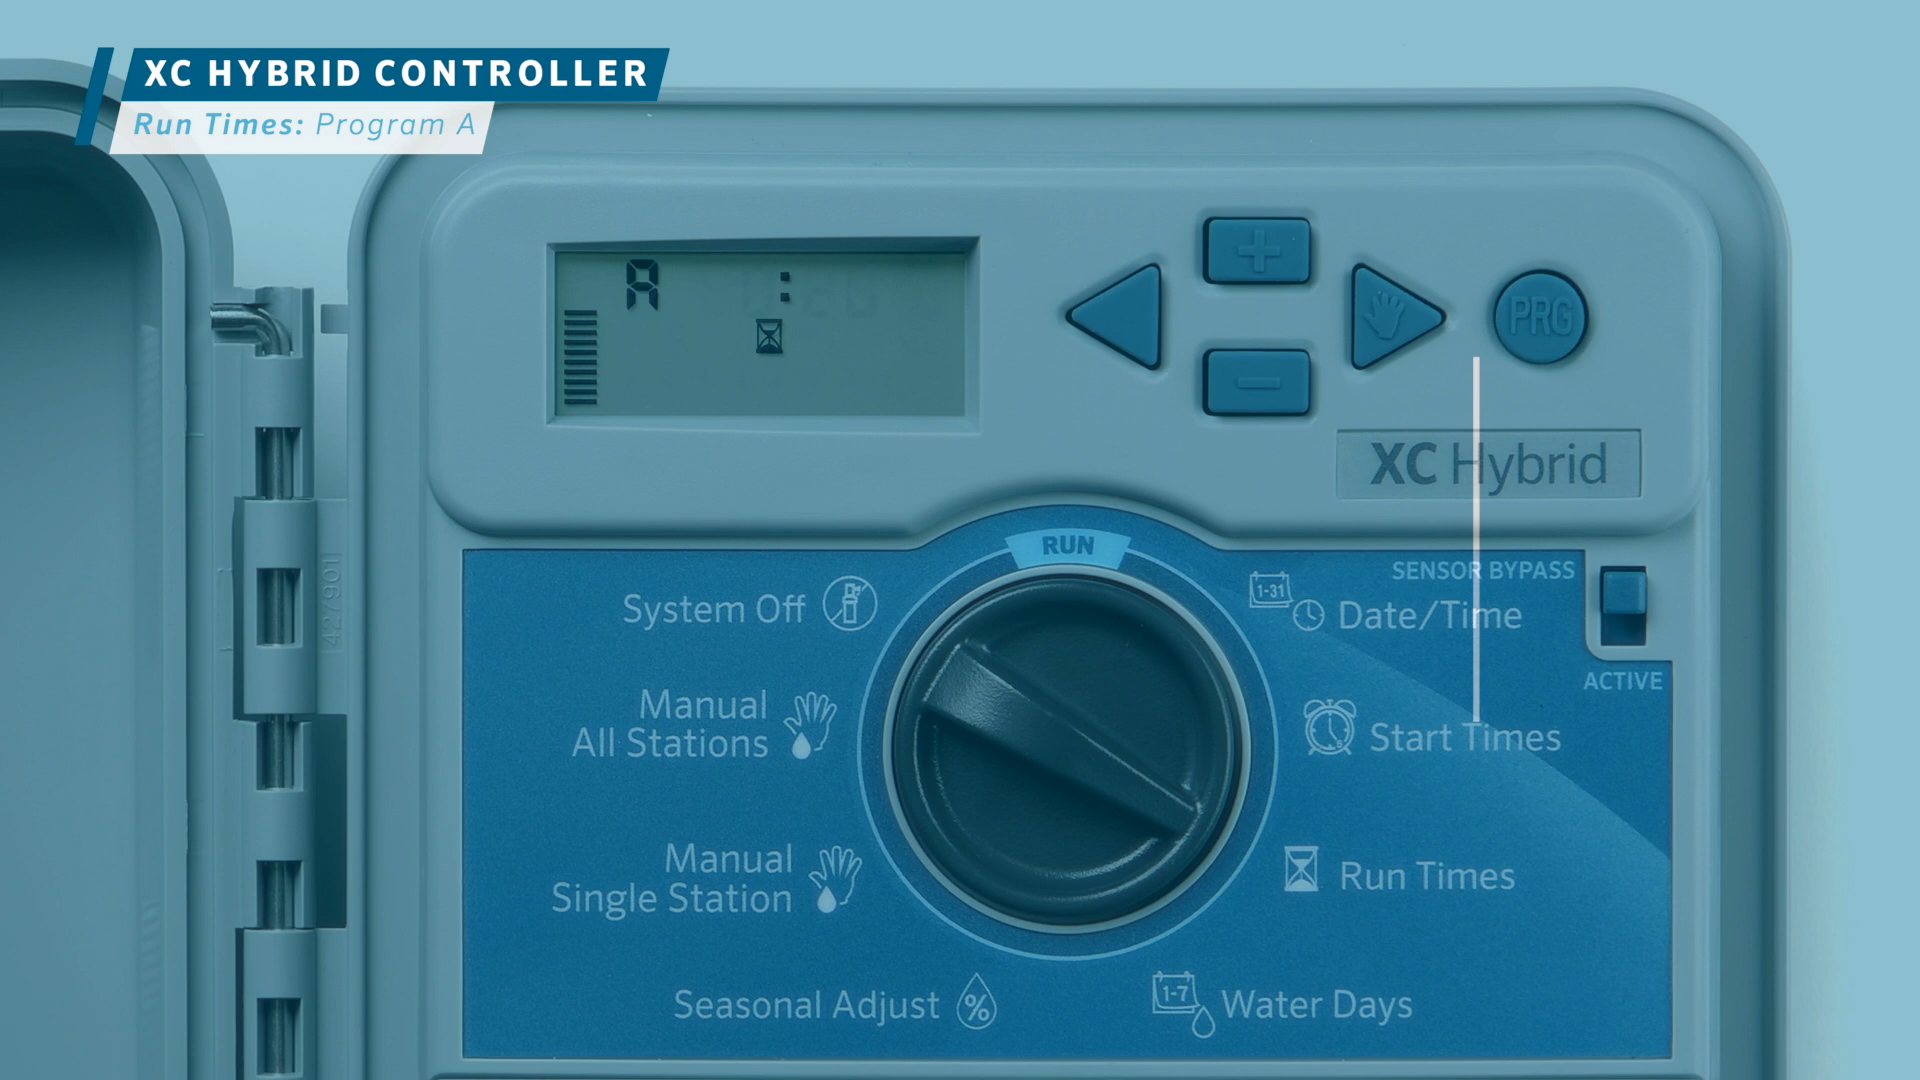 XC HYBRID CONTROLLER
Run Times: Program A
A :
PRG
XC Hybrid
RUN
SENSOR BYPASS
System Off
1-31
Date/Time
ACTIVE
Manual
All Stations
Start Times
427901
Manual
Single Station
Run Times
Seasonal Adjust %
1-7
Water Days